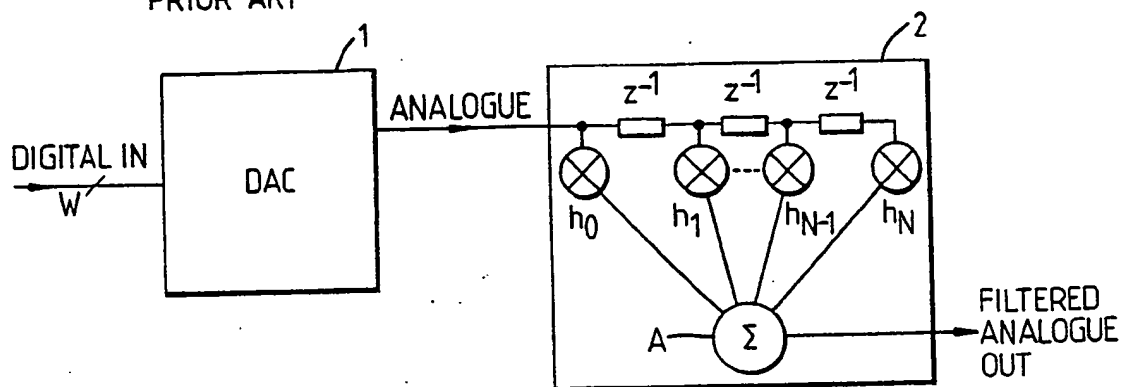 PRIOR ART
1
2
DIGITAL IN
W
DAC
ANALOGUE
z⁻¹ z⁻¹ z⁻¹
h₀ h₁ hN-1 hN
A
Σ
FILTERED
ANALOGUE
OUT